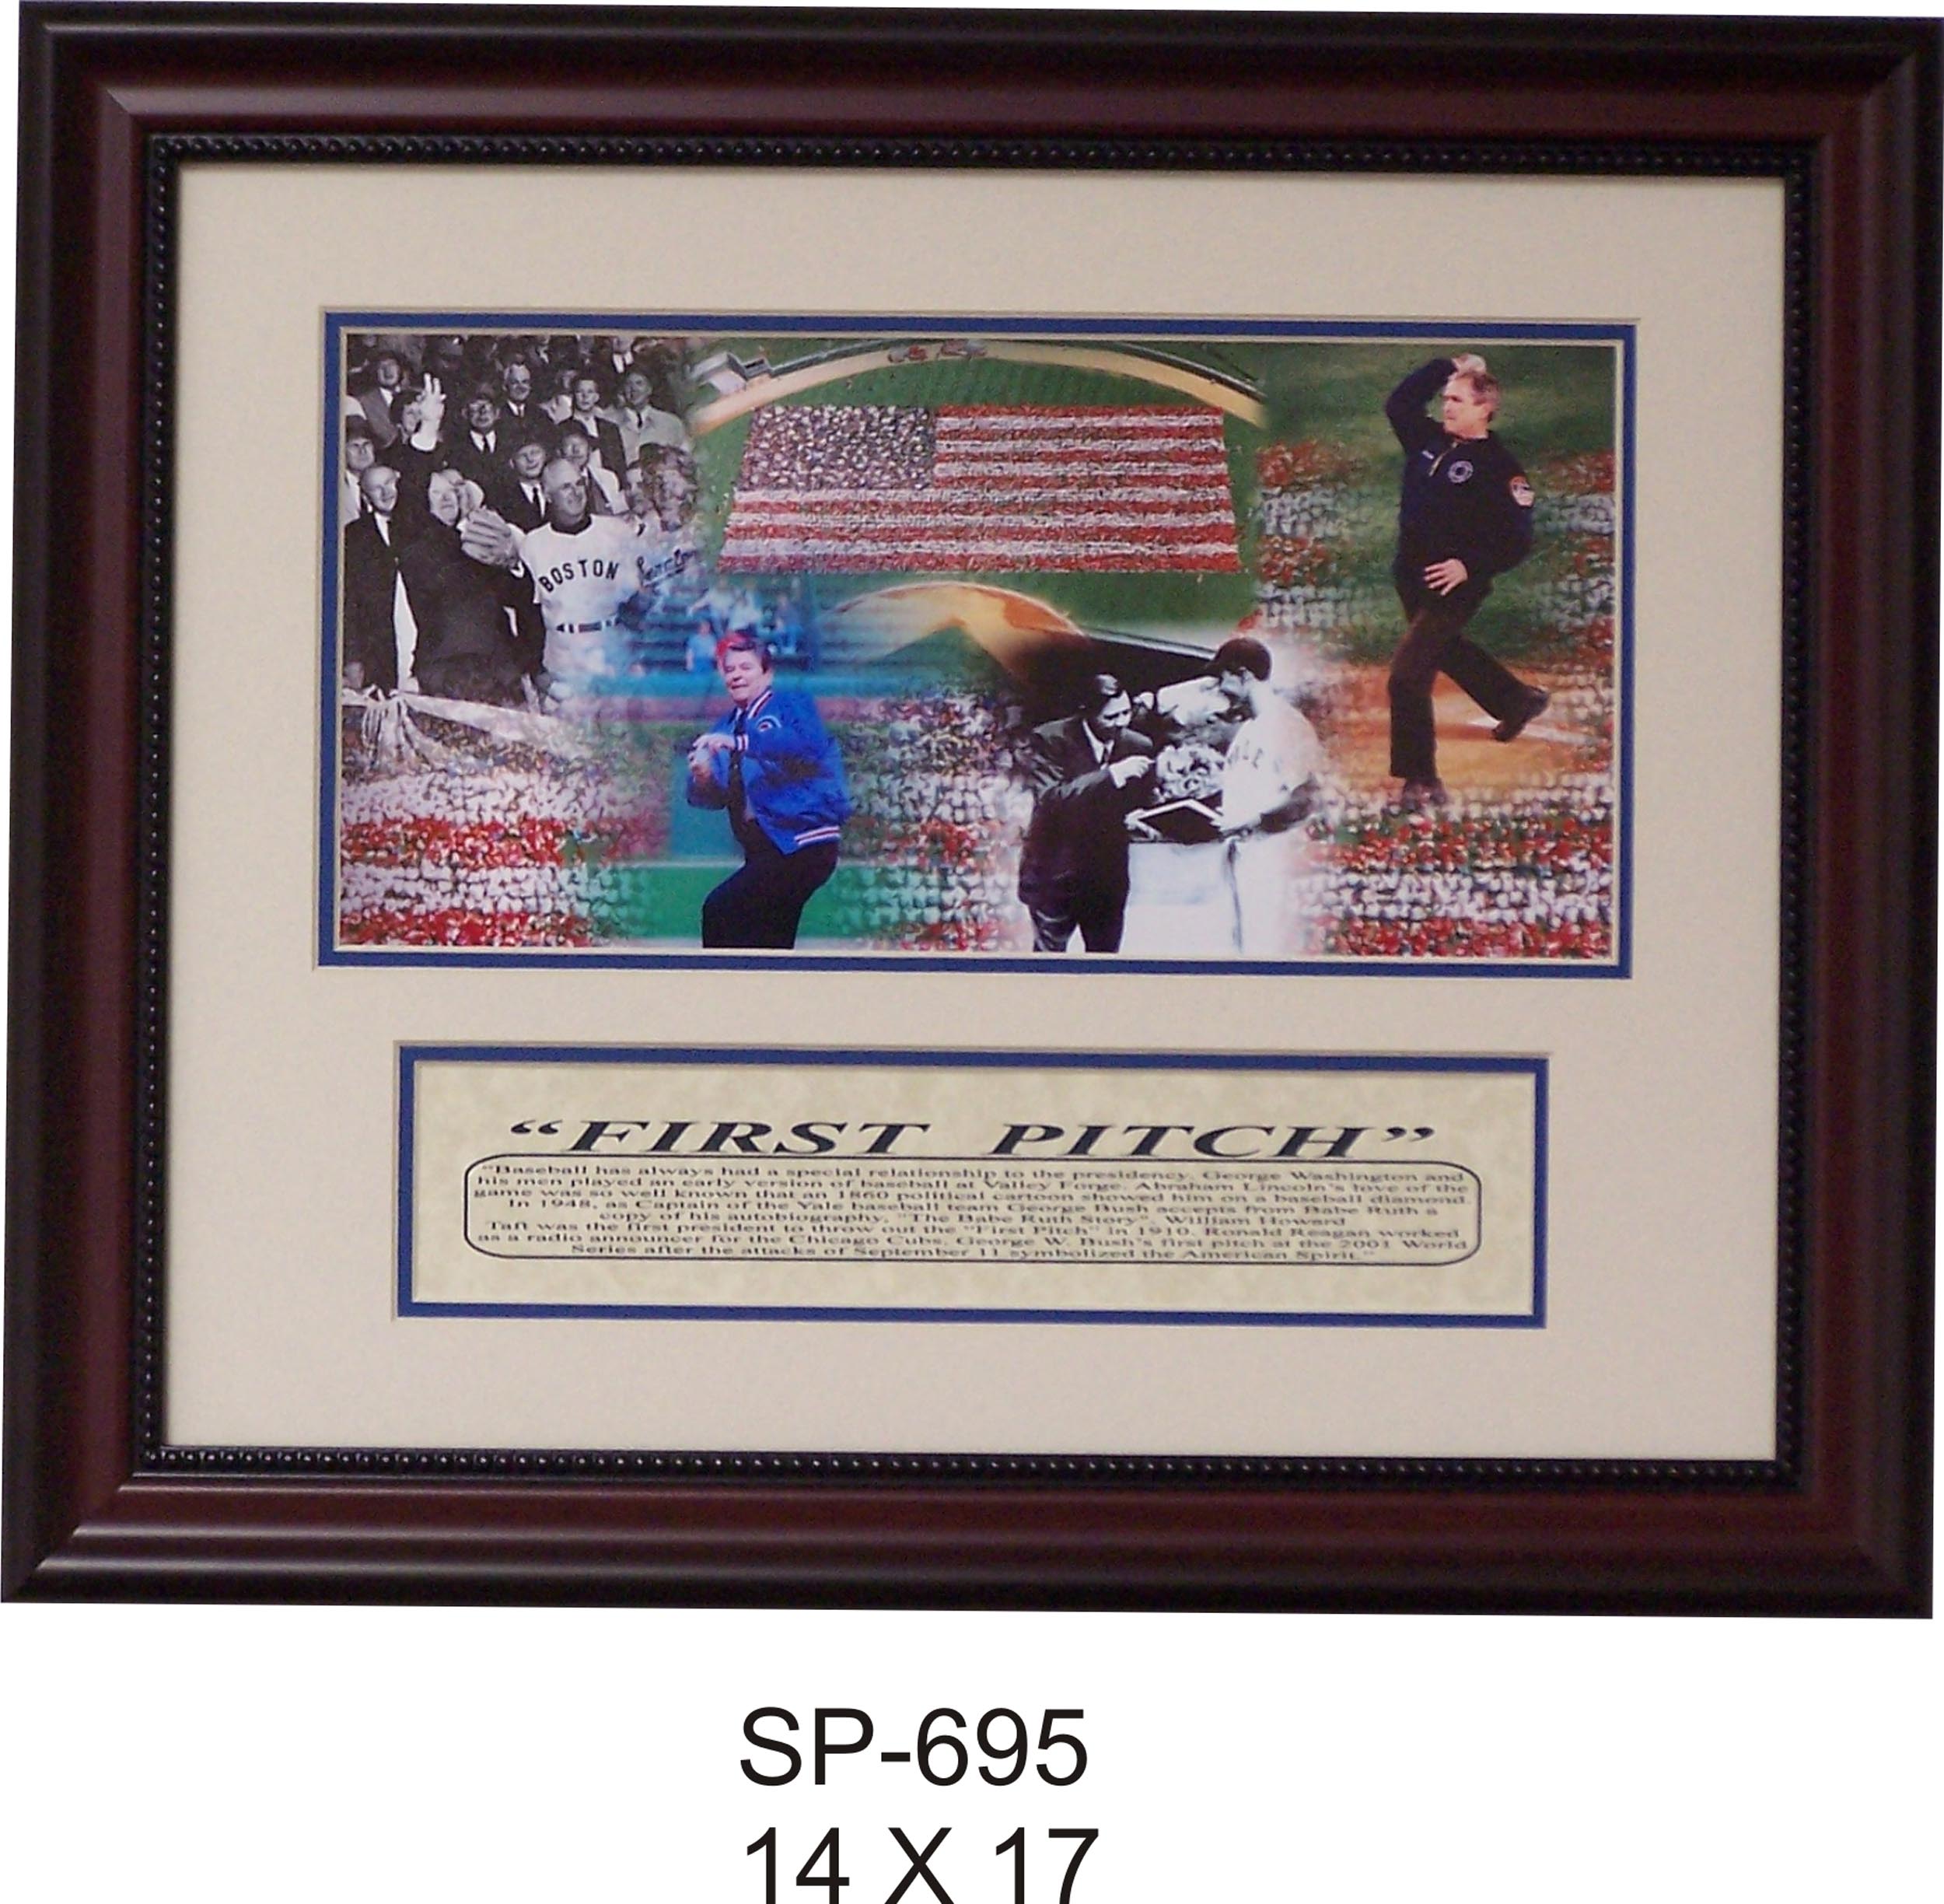 BOSTON
Senators
YALE
"FIRST PITCH"
"Baseball has always had a special relationship to the presidency. George Washington and
his men played an early version of baseball at Valley Forge. Abraham Lincoln's love of the
game was so well known that an 1860 political cartoon showed him on a baseball diamond.
In 1948, as Captain of the Yale baseball team George Bush accepts from Babe Ruth a
copy of his autobiography, "The Babe Ruth Story". William Howard
Taft was the first president to throw out the "First Pitch" in 1910. Ronald Reagan worked
as a radio announcer for the Chicago Cubs. George W. Bush's first pitch at the 2001 World
Series after the attacks of September 11 symbolized the American Spirit."
SP-695
14 X 17